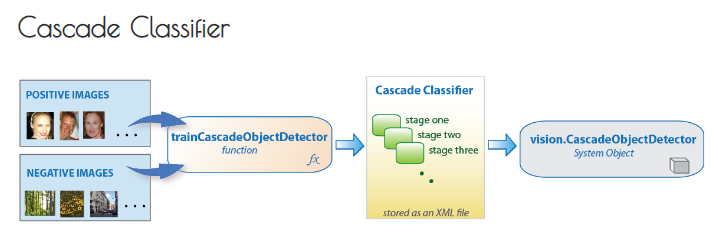 Cascade Classifier
POSITIVE IMAGES
...
NEGATIVE IMAGES
...
trainCascadeObjectDetector
function
fx
Cascade Classifier
stage one
stage two
stage three
stored as an XML file
vision.CascadeObjectDetector
System Object